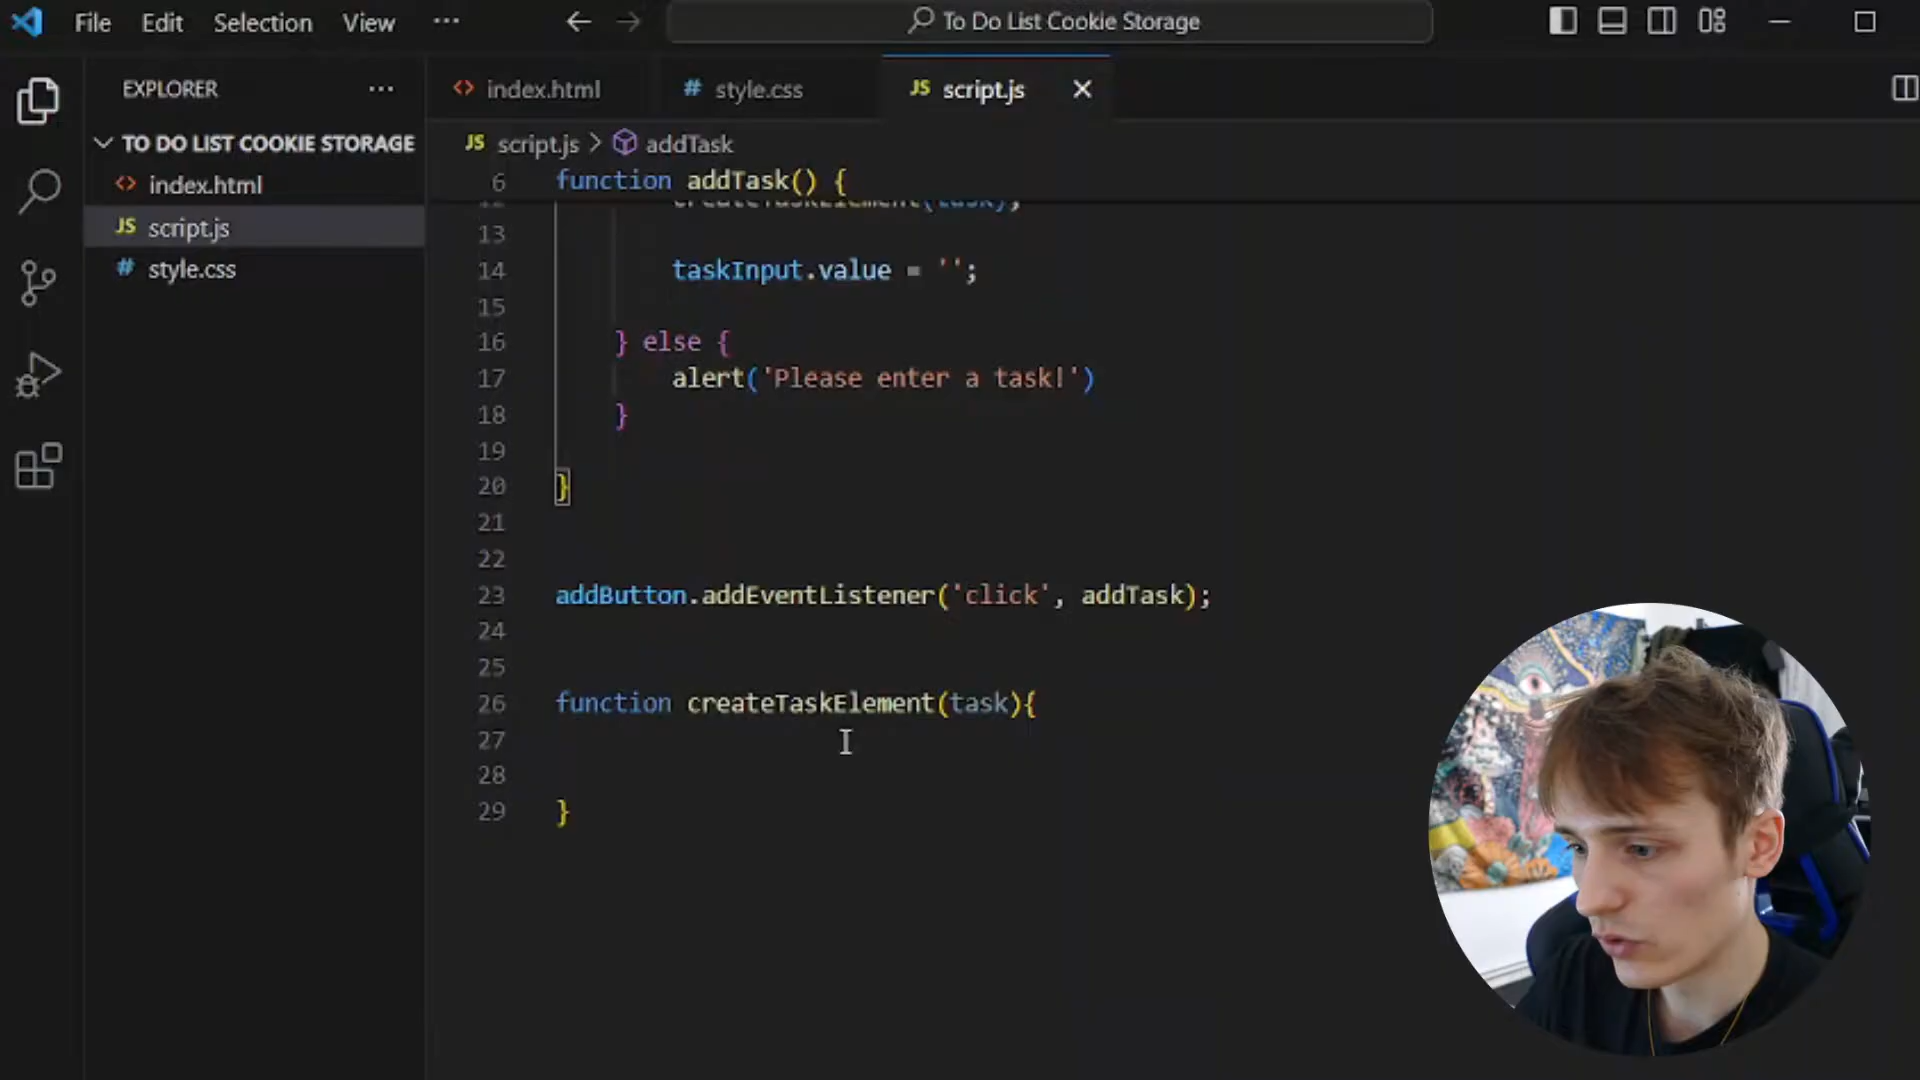 File Edit Selection View ···
To Do List Cookie Storage
EXPLORER ···
index.html
style.css
script.js
TO DO LIST COOKIE STORAGE
index.html
script.js
style.css
script.js > addTask
6 function addTask() {
12 createTaskElement(task);
13
14 taskInput.value = '';
15
16 } else {
17 alert('Please enter a task!')
18 }
19
20 }
21
22
23 addButton.addEventListener('click', addTask);
24
25
26 function createTaskElement(task){
27
28
29 }